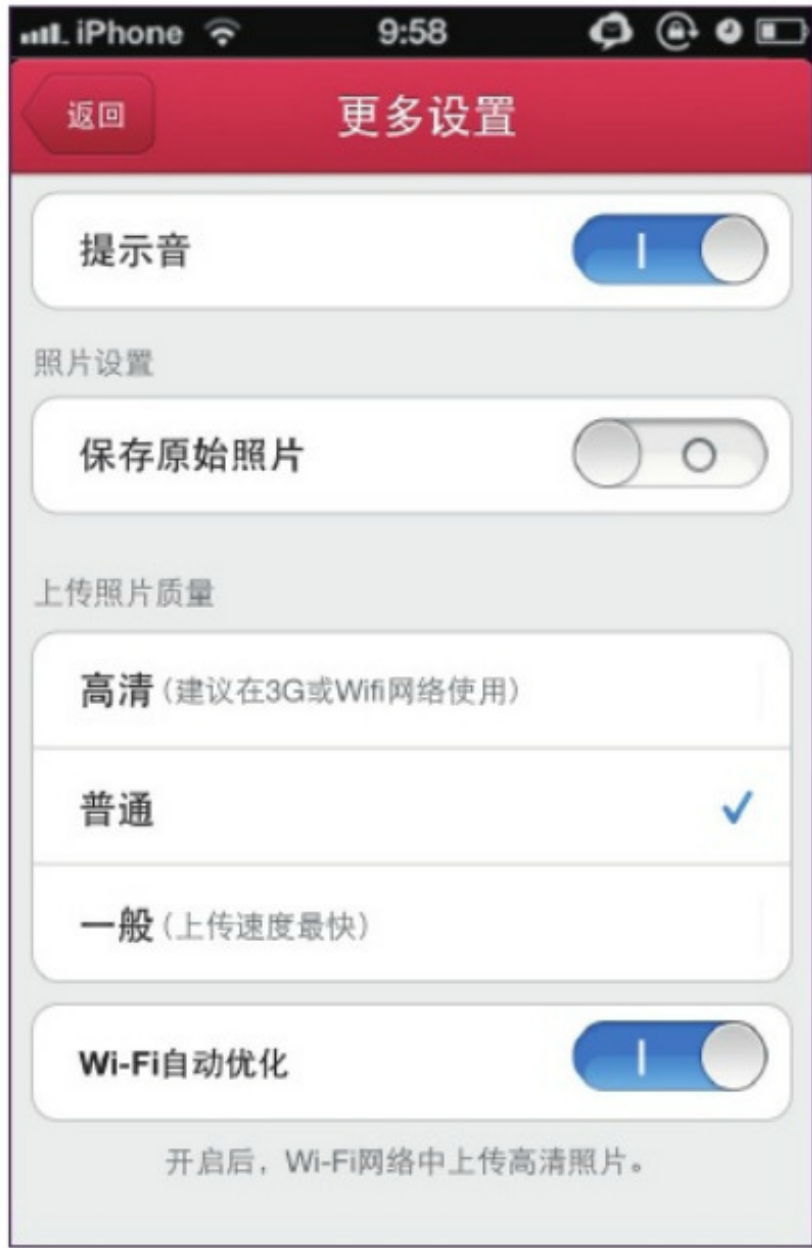 iPhone 9:58
返回 更多设置
提示音
照片设置
保存原始照片
上传照片质量
高清(建议在3G或Wifi网络使用)
普通
一般(上传速度最快)
Wi-Fi自动优化
开启后，Wi-Fi网络中上传高清照片。